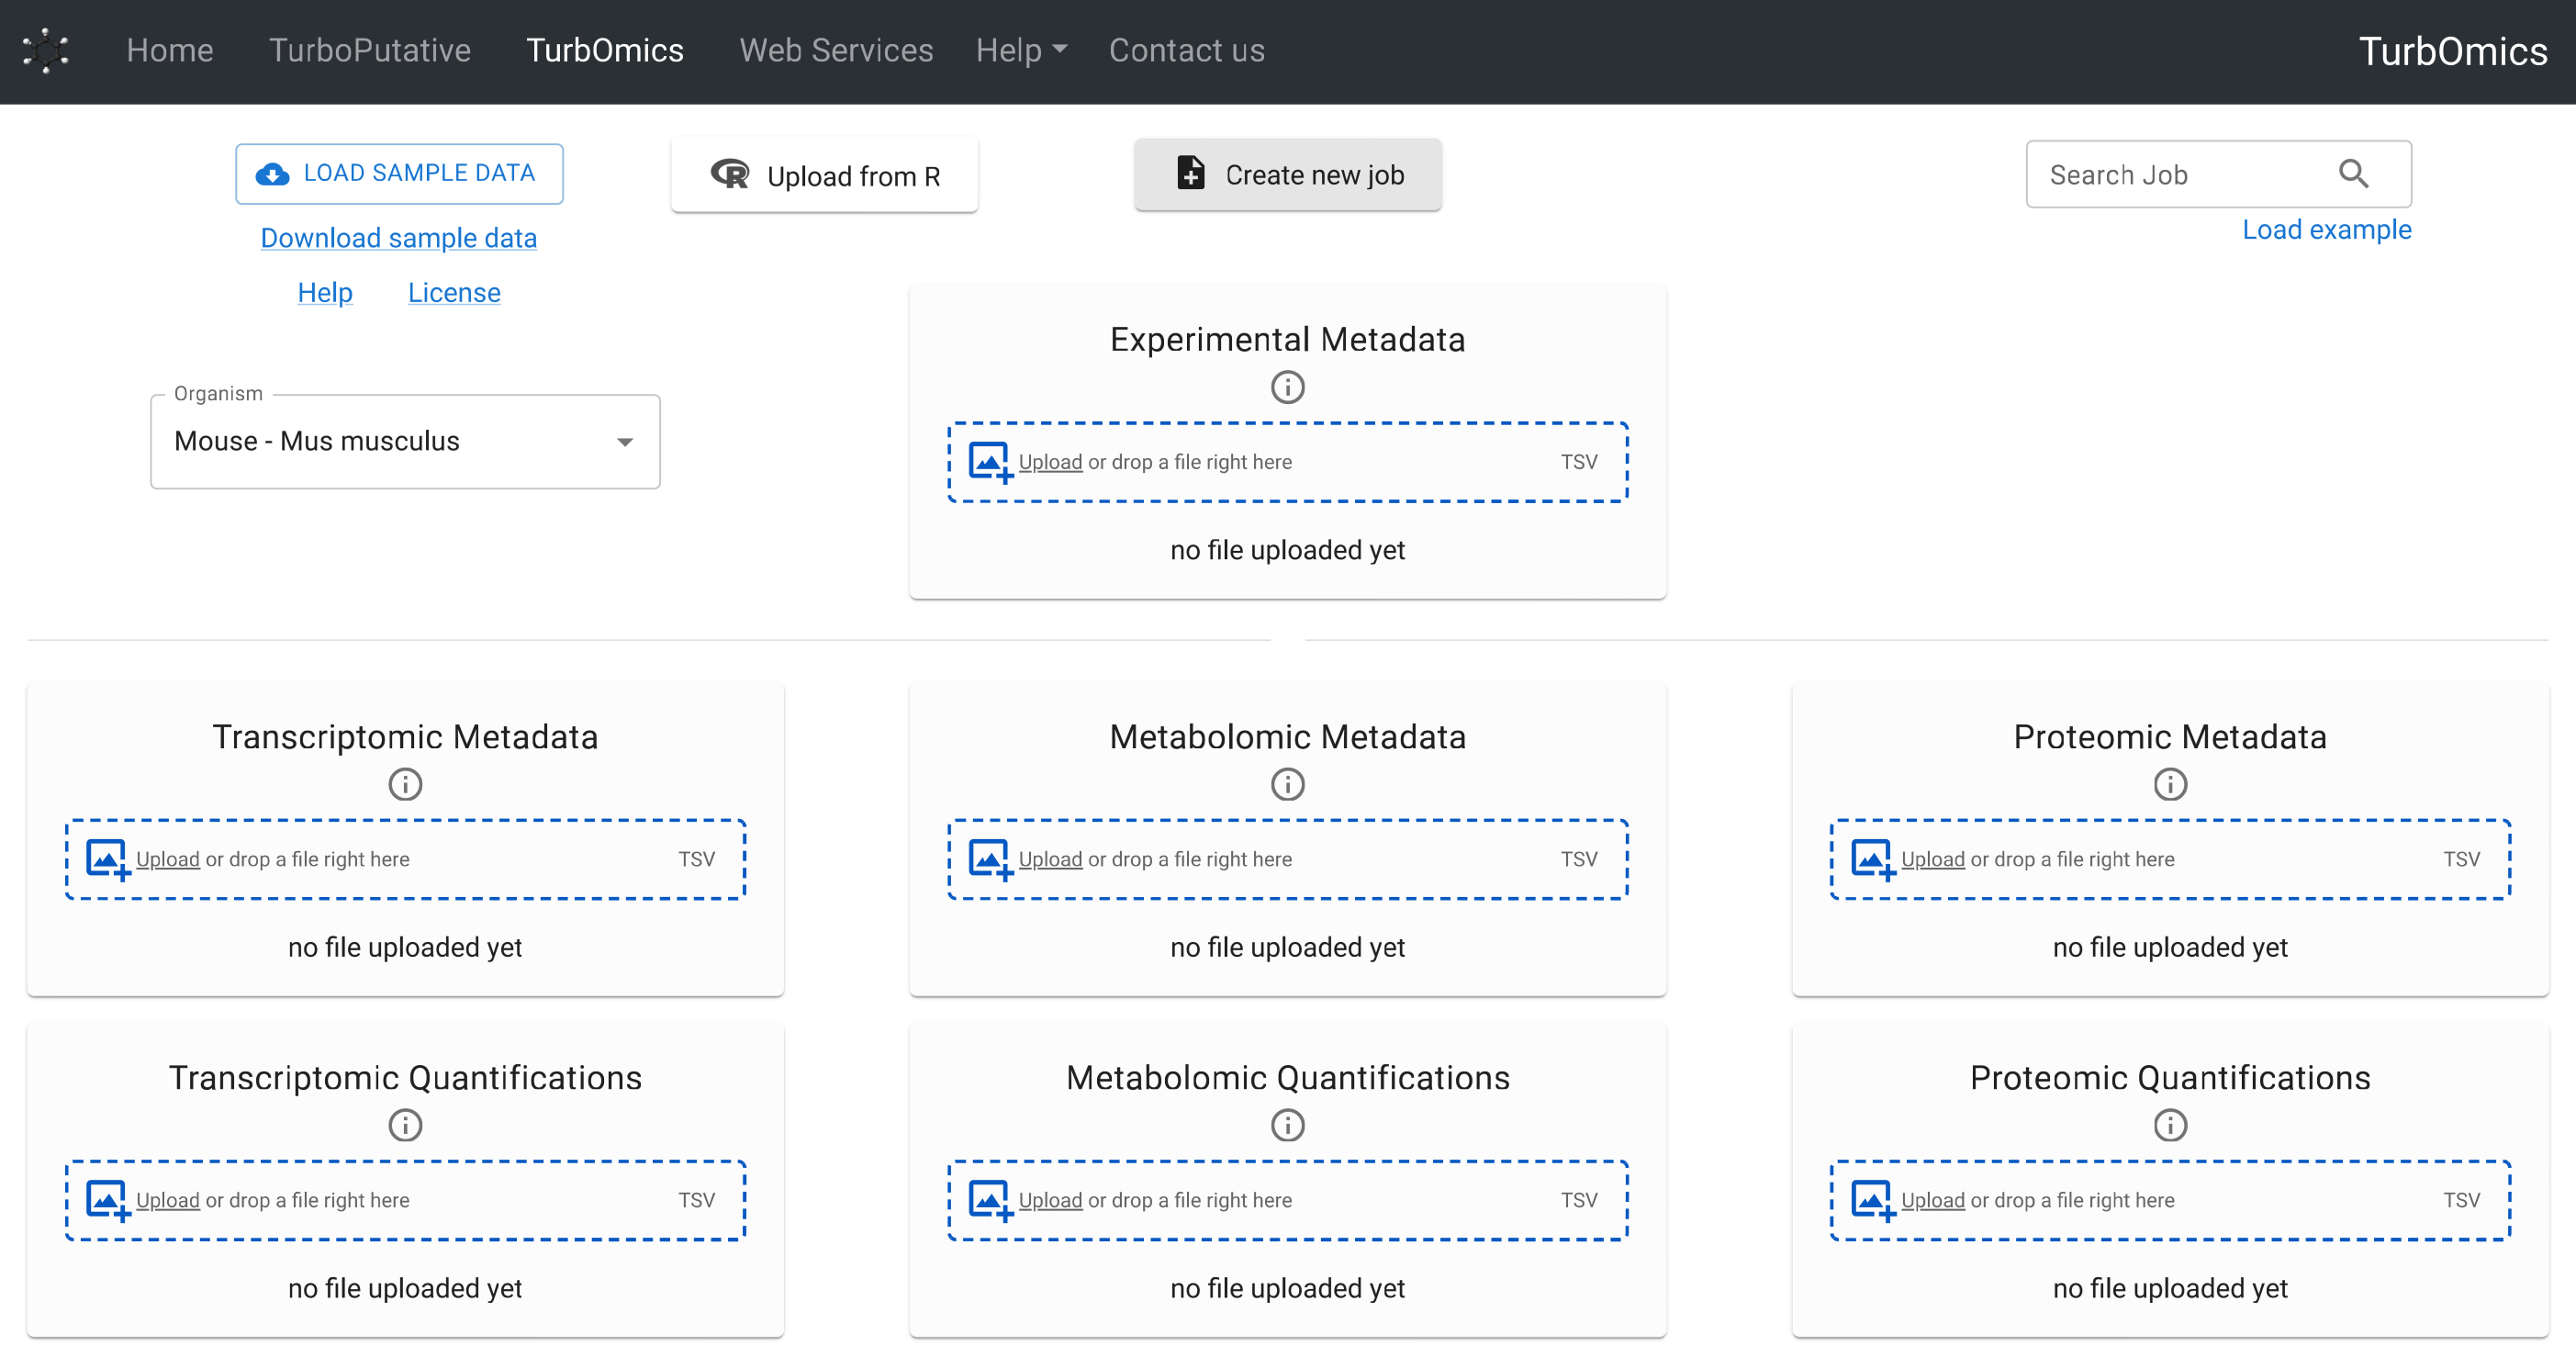 Home TurboPutative TurbOmics Web Services Help Contact us TurbOmics
LOAD SAMPLE DATA
Upload from R
Create new job
Search Job
Download sample data
Load example
Help License
Experimental Metadata
Organism
Mouse - Mus musculus
Upload or drop a file right here TSV
no file uploaded yet
Transcriptomic Metadata
Upload or drop a file right here TSV
no file uploaded yet
Metabolomic Metadata
Upload or drop a file right here TSV
no file uploaded yet
Proteomic Metadata
Upload or drop a file right here TSV
no file uploaded yet
Transcriptomic Quantifications
Upload or drop a file right here TSV
no file uploaded yet
Metabolomic Quantifications
Upload or drop a file right here TSV
no file uploaded yet
Proteomic Quantifications
Upload or drop a file right here TSV
no file uploaded yet